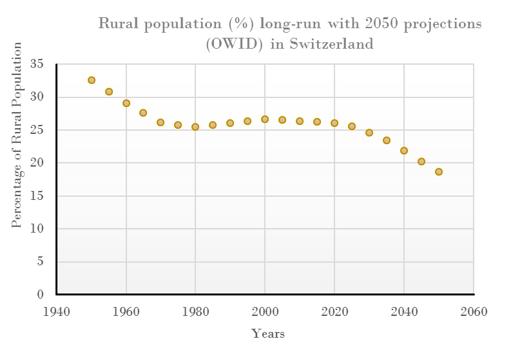 Rural population (%) long-run with 2050 projections
(OWID) in Switzerland
Percentage of Rural Population
35
30
25
20
15
10
5
0
1940 1960 1980 2000 2020 2040 2060
Years